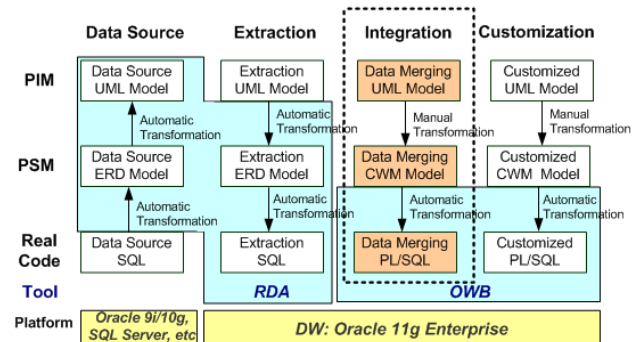 Data Source Extraction Integration Customization
PIM
Data Source
UML Model
Extraction
UML Model
Data Merging
UML Model
Customized
UML Model
Automatic
Transformation
Automatic
Transformation
Manual
Transformation
Manual
Transformation
PSM
Data Source
ERD Model
Extraction
ERD Model
Data Merging
CWM Model
Customized
CWM Model
Automatic
Transformation
Automatic
Transformation
Automatic
Transformation
Automatic
Transformation
Real
Code
Data Source
SQL
Extraction
SQL
Data Merging
PL/SQL
Customized
PL/SQL
Tool RDA OWB
Platform
Oracle 9i/10g,
SQL Server, etc
DW: Oracle 11g Enterprise